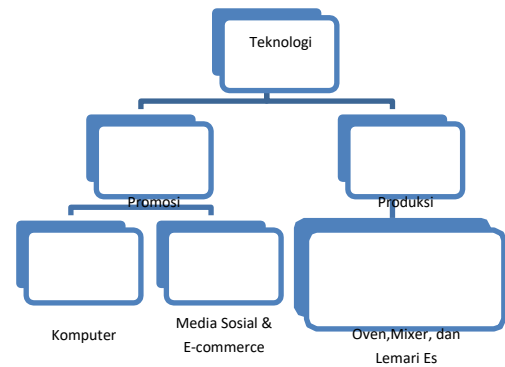 Teknologi
Promosi
Produksi
Komputer
Media Sosial &
E-commerce
Oven,Mixer, dan
Lemari Es